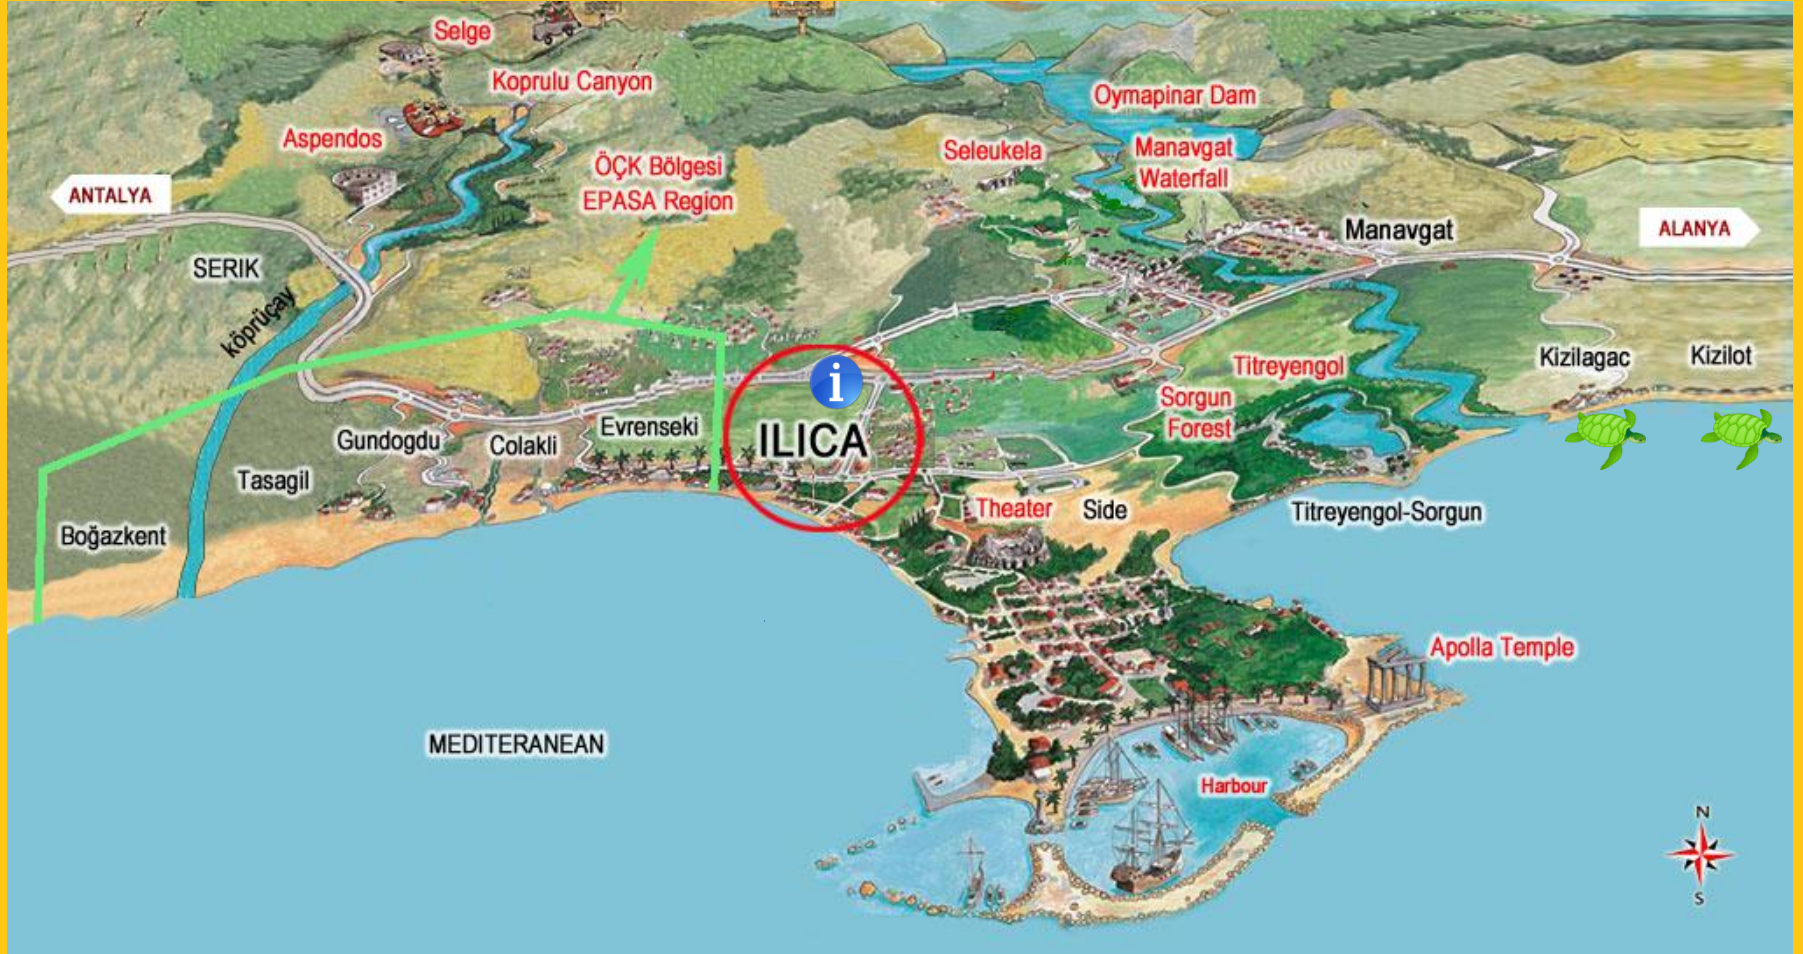 Selge
Koprulu Canyon
Aspendos
Oymapinar Dam
Seleukela
Manavgat
Waterfall
ÖÇK Bölgesi
EPASA Region
ANTALYA
ALANYA
Manavgat
SERIK
köprüçay
Kizilagac
Kizilot
Titreyengol
Sorgun
Forest
i
ILICA
Evrenseki
Gundogdu
Colakli
Tasagil
Boğazkent
Theater
Side
Titreyengol-Sorgun
Apolla Temple
MEDITERANEAN
Harbour
N
S